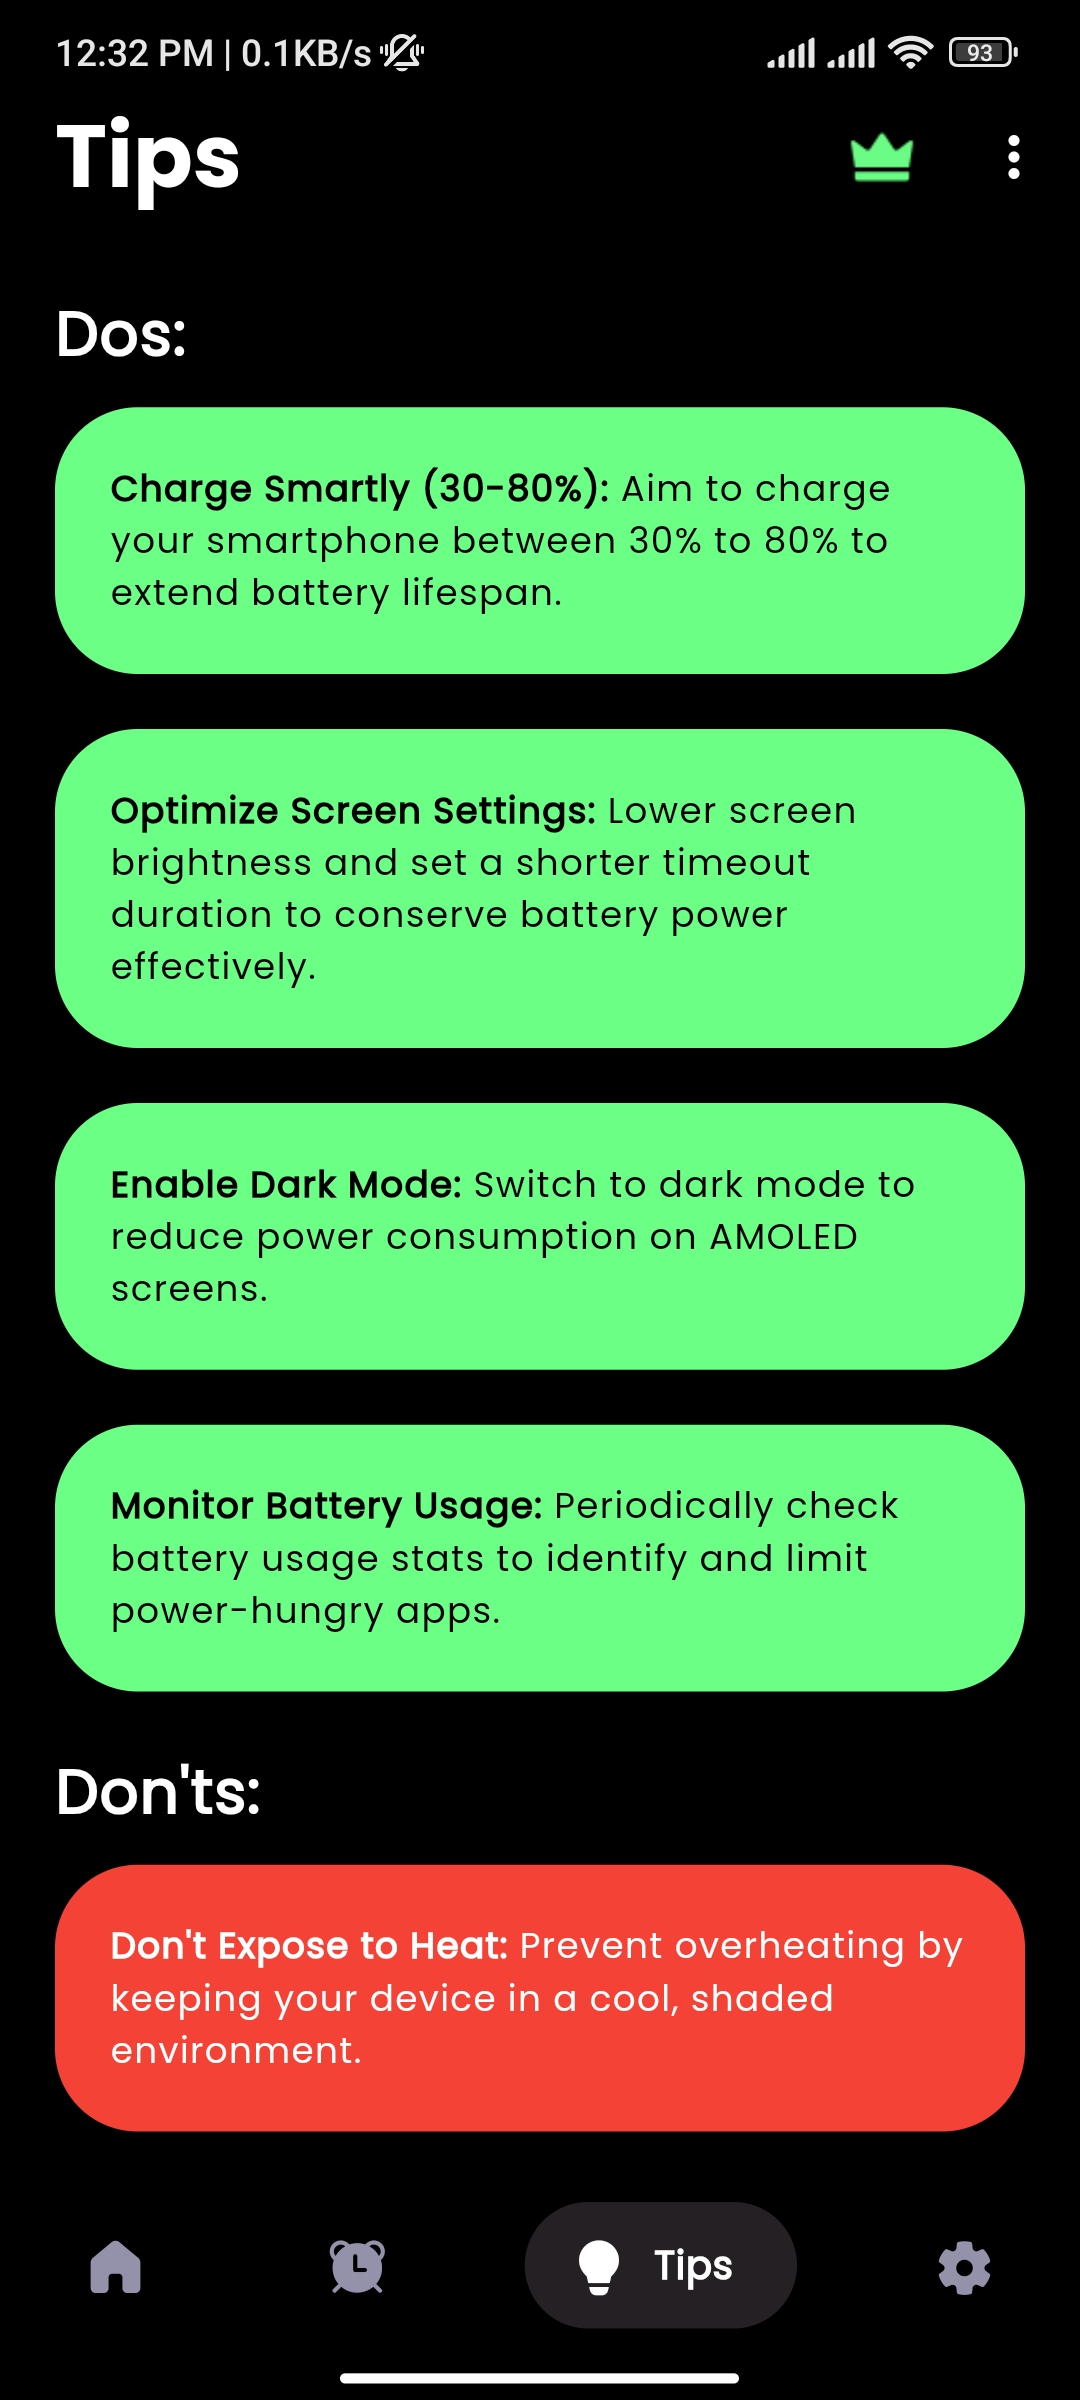 12:32 PM | 0.1KB/s
93
Tips
Dos:
Charge Smartly (30-80%): Aim to charge
your smartphone between 30% to 80% to
extend battery lifespan.
Optimize Screen Settings: Lower screen
brightness and set a shorter timeout
duration to conserve battery power
effectively.
Enable Dark Mode: Switch to dark mode to
reduce power consumption on AMOLED
screens.
Monitor Battery Usage: Periodically check
battery usage stats to identify and limit
power-hungry apps.
Don'ts:
Don't Expose to Heat: Prevent overheating by
keeping your device in a cool, shaded
environment.
Tips